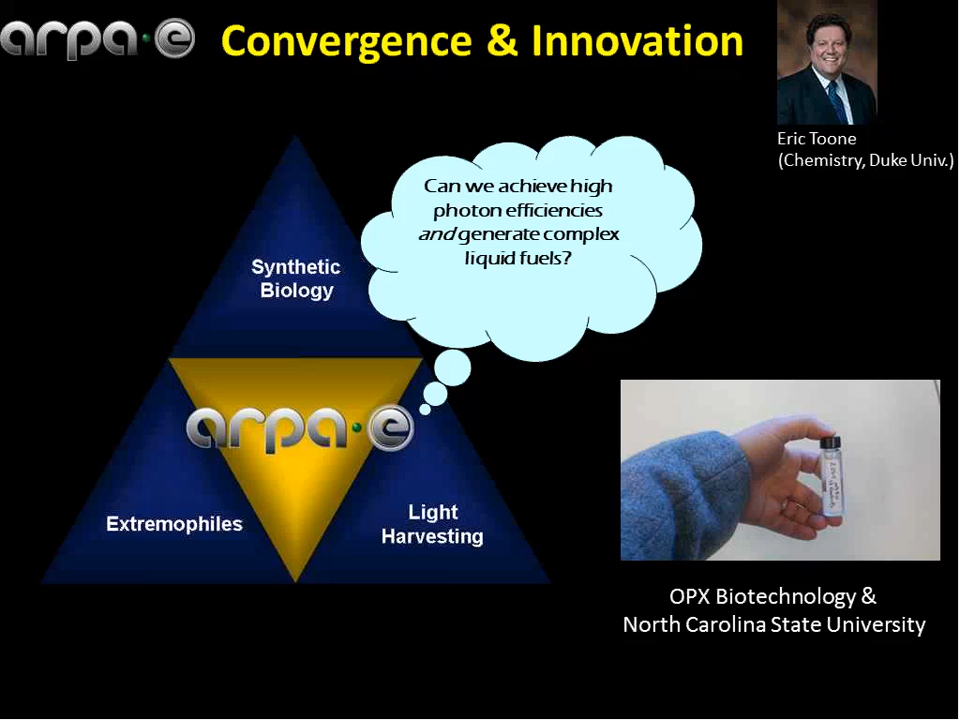 arpa·e Convergence & Innovation
Eric Toone
(Chemistry, Duke Univ.)
Can we achieve high
photon efficiencies
and generate complex
liquid fuels?
Synthetic
Biology
arpa·e
Extremophiles
Light
Harvesting
OPX Biotechnology &
North Carolina State University